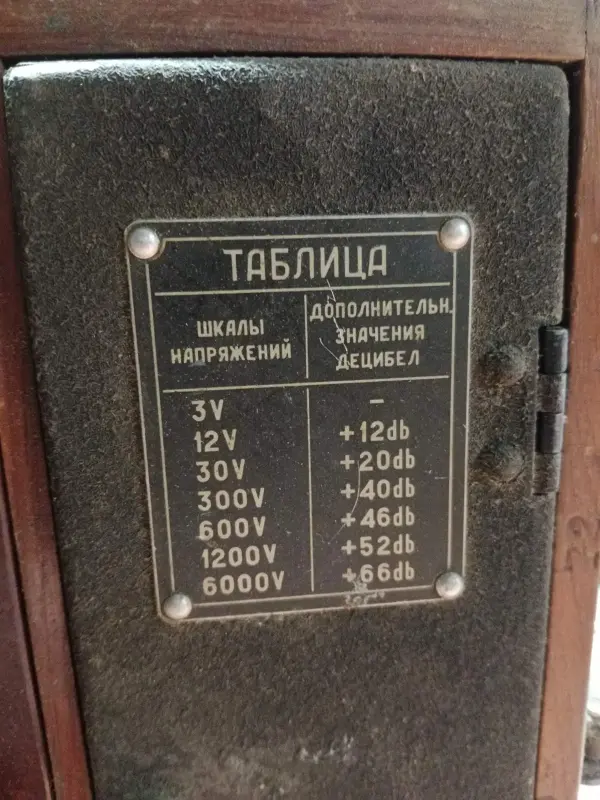 ТАБЛИЦА
ШКАЛЫ
НАПРЯЖЕНИЙ
ДОПОЛНИТЕЛЬН.
ЗНАЧЕНИЯ
ДЕЦИБЕЛ
3V –
12V +12db
30V +20db
300V +40db
600V +46db
1200V +52db
6000V +66db
22